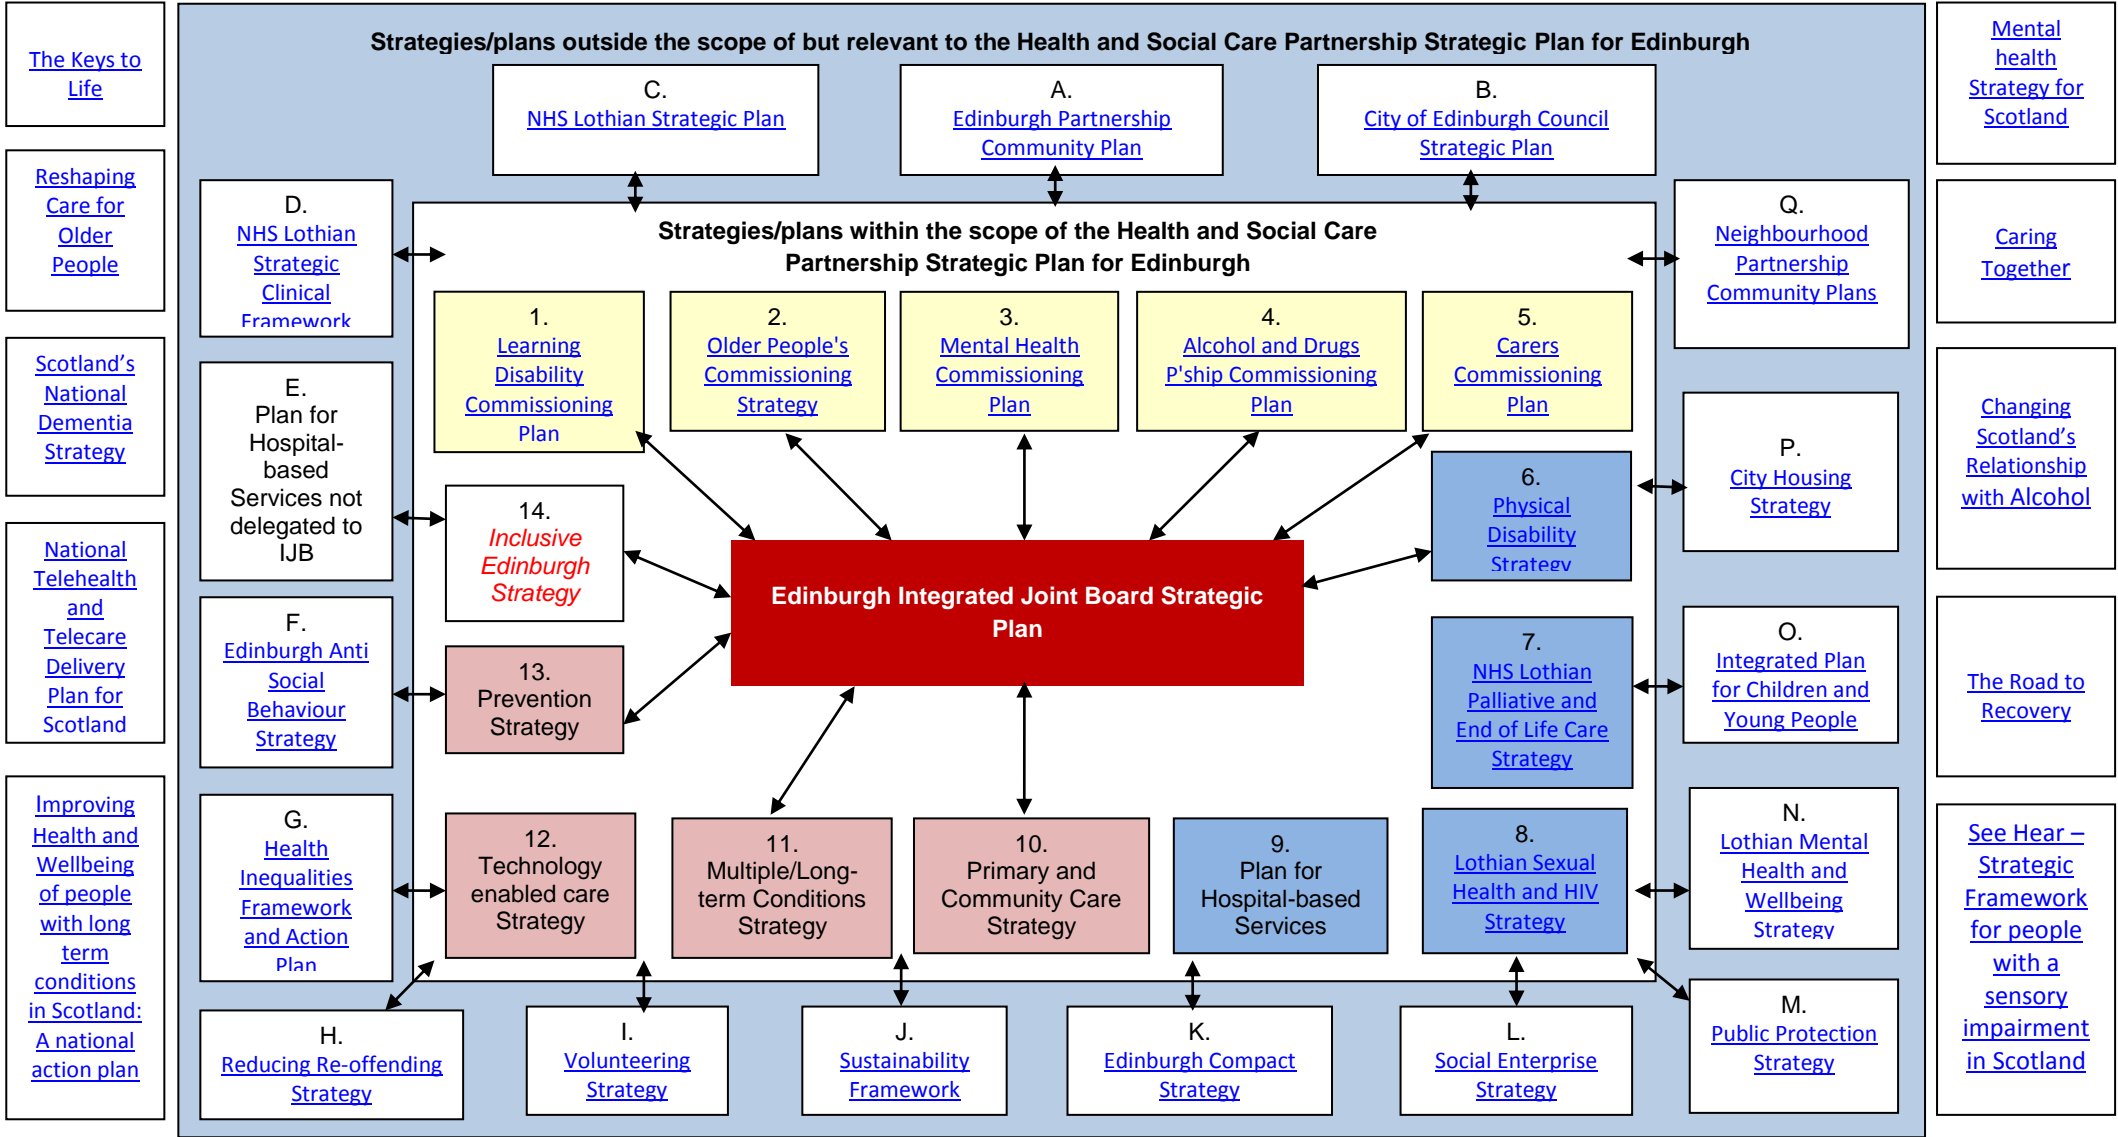 The Keys to
Life
Reshaping
Care for
Older
People
Scotland's
National
Dementia
Strategy
National
Telehealth
and
Telecare
Delivery
Plan for
Scotland
Improving
Health and
Wellbeing
of people
with long
term
conditions
in Scotland:
A national
action plan
Strategies/plans outside the scope of but relevant to the Health and Social Care Partnership Strategic Plan for Edinburgh
C.
NHS Lothian Strategic Plan
A.
Edinburgh Partnership
Community Plan
B.
City of Edinburgh Council
Strategic Plan
D.
NHS Lothian
Strategic
Clinical
Framework
E.
Plan for
Hospital-
based
Services not
delegated to
IJB
F.
Edinburgh Anti
Social
Behaviour
Strategy
G.
Health
Inequalities
Framework
and Action
Plan
Strategies/plans within the scope of the Health and Social Care
Partnership Strategic Plan for Edinburgh
1.
Learning
Disability
Commissioning
Plan
2.
Older People's
Commissioning
Strategy
3.
Mental Health
Commissioning
Plan
4.
Alcohol and Drugs
P'ship Commissioning
Plan
5.
Carers
Commissioning
Plan
14.
Inclusive
Edinburgh
Strategy
Edinburgh Integrated Joint Board Strategic
Plan
6.
Physical
Disability
Strategy
13.
Prevention
Strategy
7.
NHS Lothian
Palliative and
End of Life Care
Strategy
12.
Technology
enabled care
Strategy
11.
Multiple/Long-
term Conditions
Strategy
10.
Primary and
Community Care
Strategy
9.
Plan for
Hospital-based
Services
8.
Lothian Sexual
Health and HIV
Strategy
Q.
Neighbourhood
Partnership
Community Plans
P.
City Housing
Strategy
O.
Integrated Plan
for Children and
Young People
N.
Lothian Mental
Health and
Wellbeing
Strategy
H.
Reducing Re-offending
Strategy
I.
Volunteering
Strategy
J.
Sustainability
Framework
K.
Edinburgh Compact
Strategy
L.
Social Enterprise
Strategy
M.
Public Protection
Strategy
Mental
health
Strategy for
Scotland
Caring
Together
Changing
Scotland's
Relationship
with Alcohol
The Road to
Recovery
See Hear –
Strategic
Framework
for people
with a
sensory
impairment
in Scotland